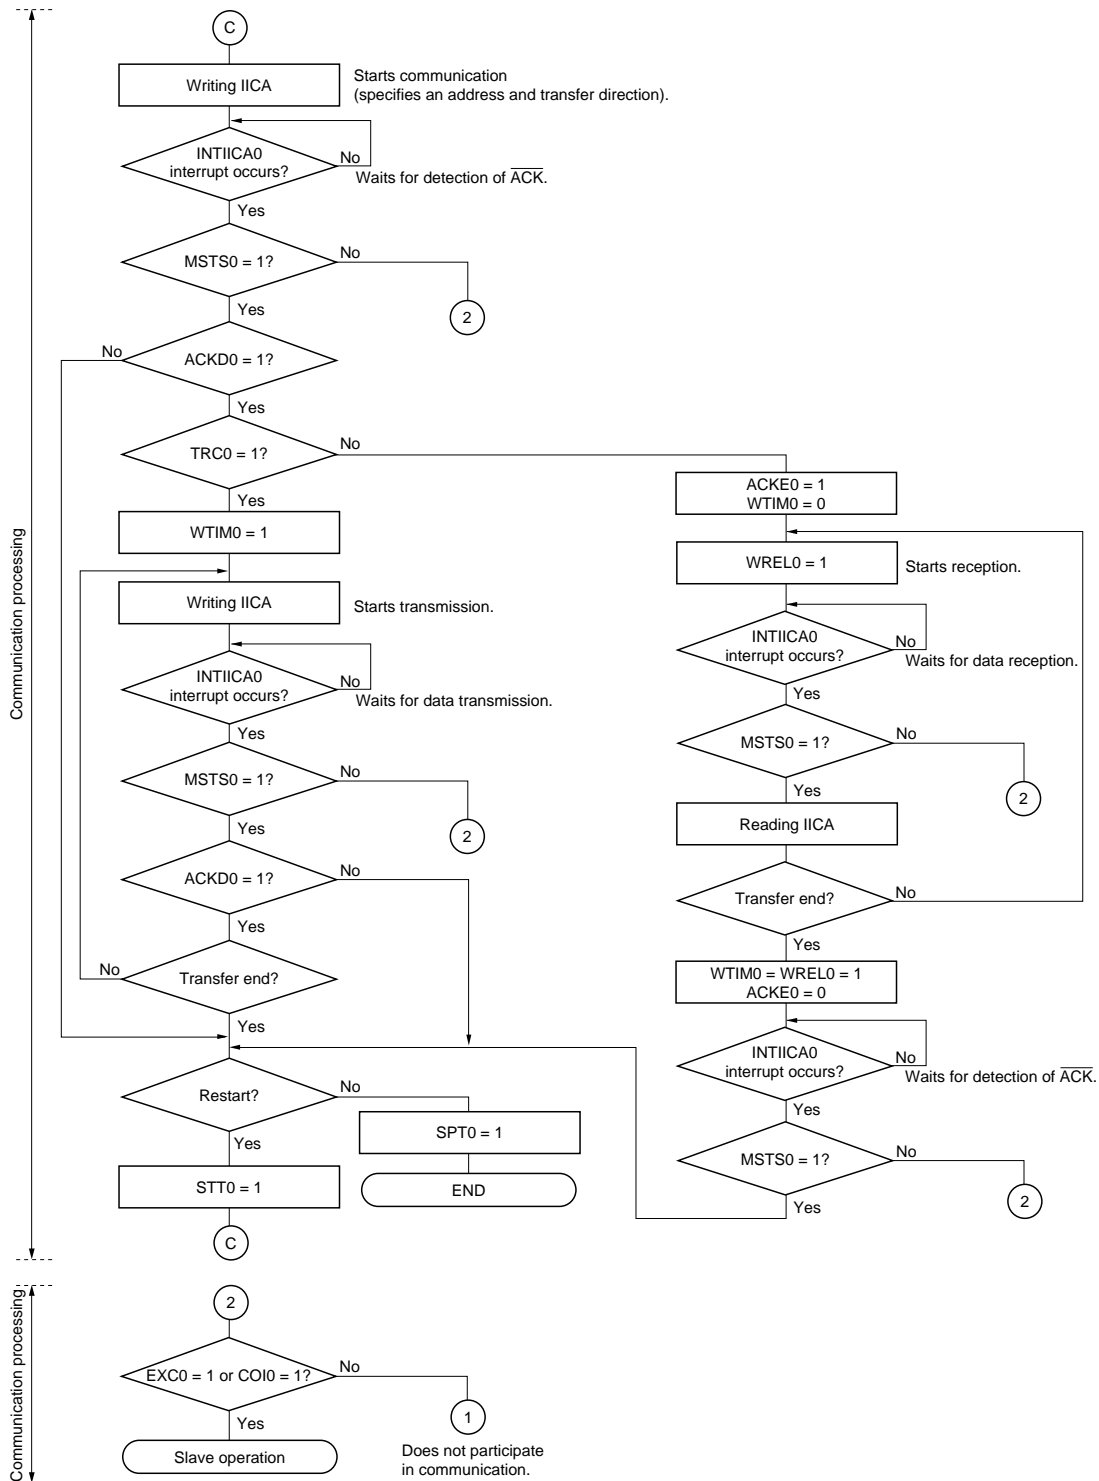 C
Writing IICA
Starts communication
(specifies an address and transfer direction).
INTIICA0
interrupt occurs?
No
Waits for detection of ACK.
Yes
MSTS0 = 1?
No
2
Yes
No
ACKD0 = 1?
Yes
TRC0 = 1?
No
Yes
WTIM0 = 1
Writing IICA
Starts transmission.
INTIICA0
interrupt occurs?
No
Waits for data transmission.
Yes
MSTS0 = 1?
No
2
Yes
ACKD0 = 1?
No
Yes
No
Transfer end?
Yes
Restart?
No
SPT0 = 1
END
Yes
STT0 = 1
C
ACKE0 = 1
WTIM0 = 0
WREL0 = 1
Starts reception.
INTIICA0
interrupt occurs?
No
Waits for data reception.
Yes
MSTS0 = 1?
No
2
Yes
Reading IICA
Transfer end?
No
Yes
WTIM0 = WREL0 = 1
ACKE0 = 0
INTIICA0
interrupt occurs?
No
Waits for detection of ACK.
Yes
MSTS0 = 1?
No
2
Yes
Communication processing
2
EXC0 = 1 or COI0 = 1?
No
1
Does not participate
in communication.
Yes
Slave operation
Communication processing